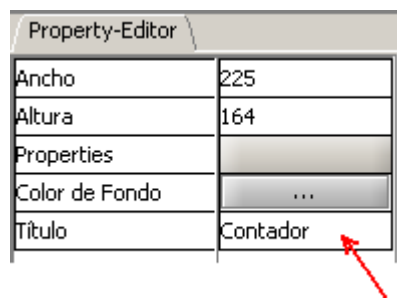 Property-Editor
Ancho 225
Altura 164
Properties
Color de Fondo ...
Título Contador